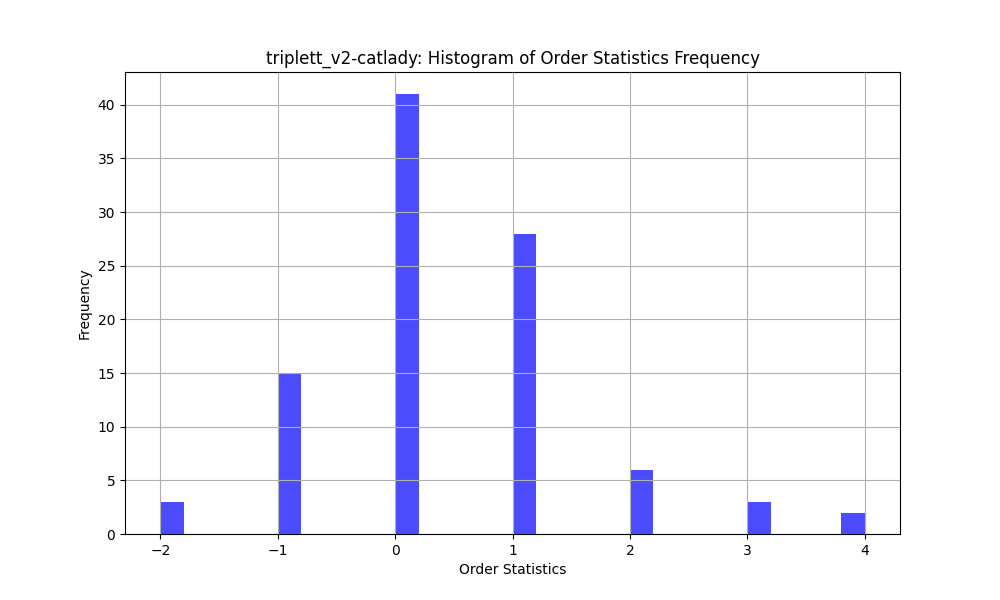 triplett_v2-catlady: Histogram of Order Statistics Frequency
Frequency
40
35
30
25
20
15
10
5
0
−2 −1 0 1 2 3 4
Order Statistics